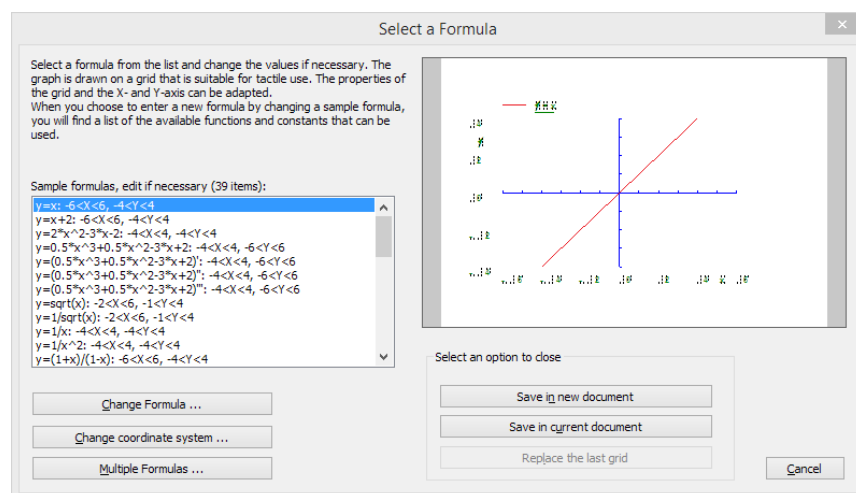 Select a Formula
Select a formula from the list and change the values if necessary. The
graph is drawn on a grid that is suitable for tactile use. The properties of
the grid and the X- and Y-axis can be adapted.
When you choose to enter a new formula by changing a sample formula,
you will find a list of the available functions and constants that can be
used.
Sample formulas, edit if necessary (39 items):
y=x: -6<X<6, -4<Y<4
y=x+2: -6<X<6, -4<Y<4
y=2*x^2-3*x-2: -4<X<4, -4<Y<4
y=0.5*x^3+0.5*x^2-3*x+2: -4<X<4, -6<Y<6
y=(0.5*x^3+0.5*x^2-3*x+2)': -4<X<4, -6<Y<6
y=(0.5*x^3+0.5*x^2-3*x+2)'': -4<X<4, -6<Y<6
y=(0.5*x^3+0.5*x^2-3*x+2)''': -4<X<4, -6<Y<6
y=sqrt(x): -2<X<6, -1<Y<4
y=1/sqrt(x): -2<X<6, -1<Y<4
y=1/x: -4<X<4, -4<Y<4
y=1/x^2: -4<X<4, -4<Y<4
y=(1+x)/(1-x): -6<X<6, -4<Y<4
Change Formula ...
Change coordinate system ...
Multiple Formulas ...
Select an option to close
Save in new document
Save in current document
Replace the last grid
Cancel